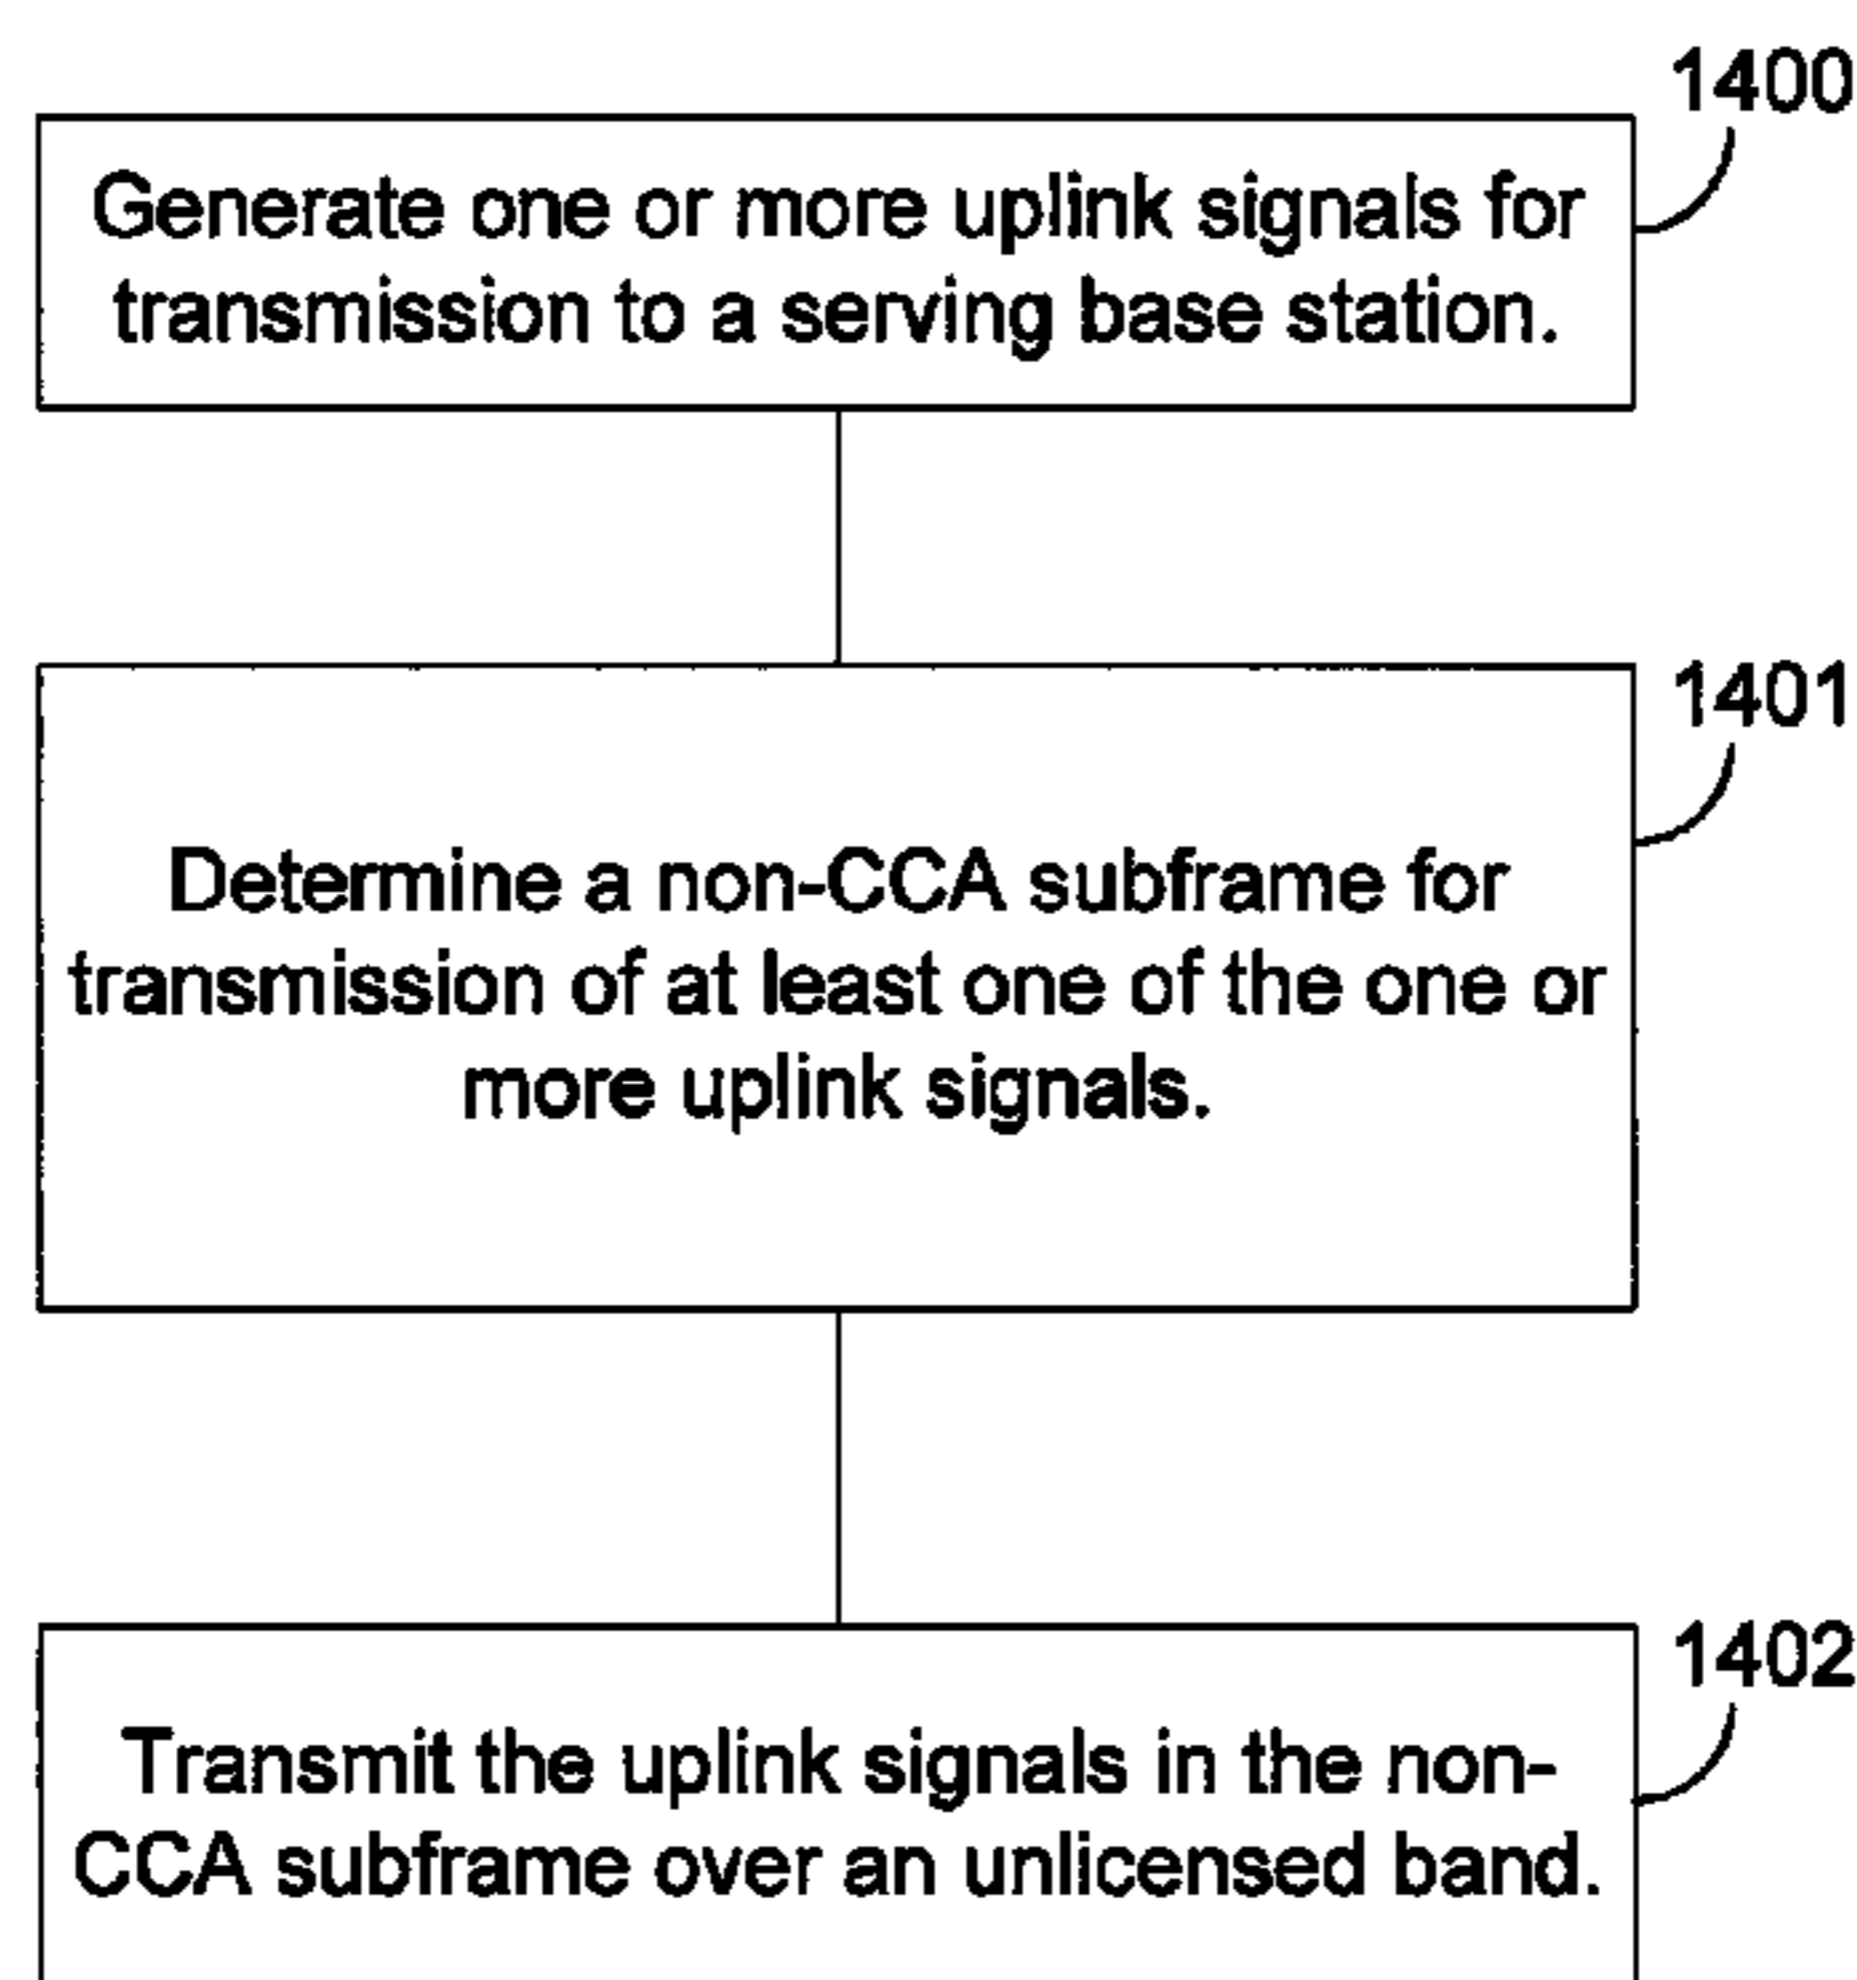 1400
Generate one or more uplink signals for
transmission to a serving base station.
1401
Determine a non-CCA subframe for
transmission of at least one of the one or
more uplink signals.
1402
Transmit the uplink signals in the non-
CCA subframe over an unlicensed band.